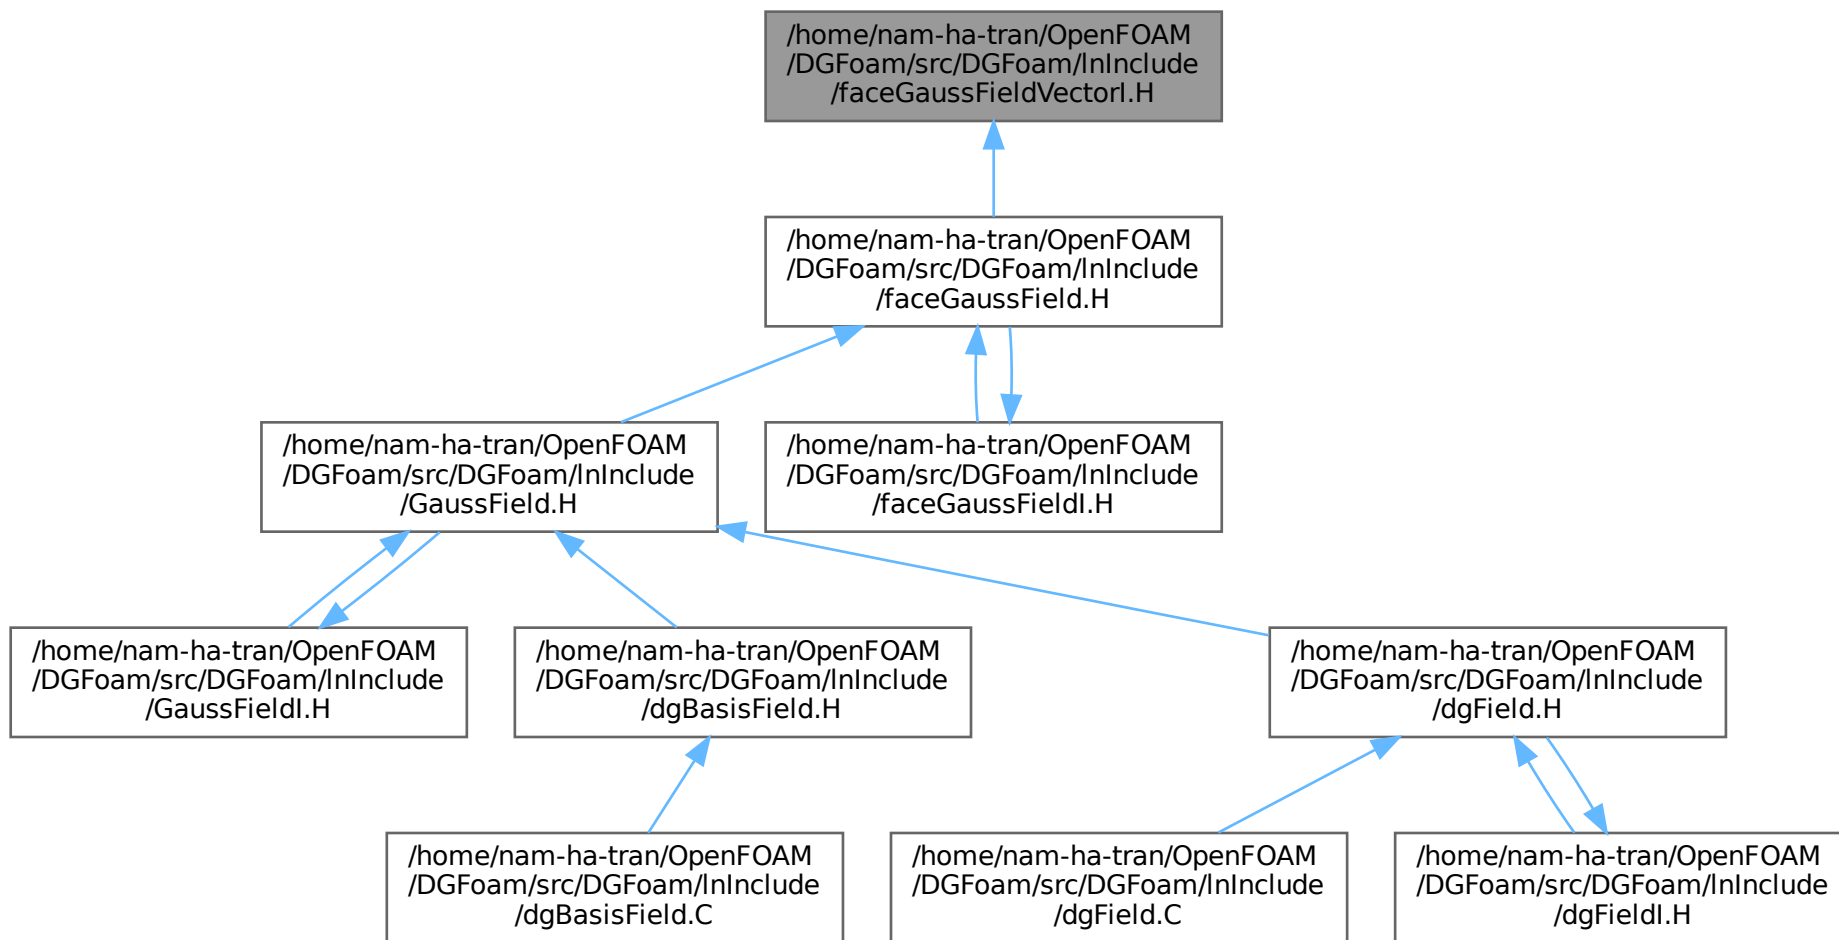 /home/nam-ha-tran/OpenFOAM
/DGFoam/src/DGFoam/lnInclude
/faceGaussFieldVectorI.H
/home/nam-ha-tran/OpenFOAM
/DGFoam/src/DGFoam/lnInclude
/faceGaussField.H
/home/nam-ha-tran/OpenFOAM
/DGFoam/src/DGFoam/lnInclude
/GaussField.H
/home/nam-ha-tran/OpenFOAM
/DGFoam/src/DGFoam/lnInclude
/faceGaussFieldI.H
/home/nam-ha-tran/OpenFOAM
/DGFoam/src/DGFoam/lnInclude
/GaussFieldI.H
/home/nam-ha-tran/OpenFOAM
/DGFoam/src/DGFoam/lnInclude
/dgBasisField.H
/home/nam-ha-tran/OpenFOAM
/DGFoam/src/DGFoam/lnInclude
/dgField.H
/home/nam-ha-tran/OpenFOAM
/DGFoam/src/DGFoam/lnInclude
/dgBasisField.C
/home/nam-ha-tran/OpenFOAM
/DGFoam/src/DGFoam/lnInclude
/dgField.C
/home/nam-ha-tran/OpenFOAM
/DGFoam/src/DGFoam/lnInclude
/dgFieldI.H